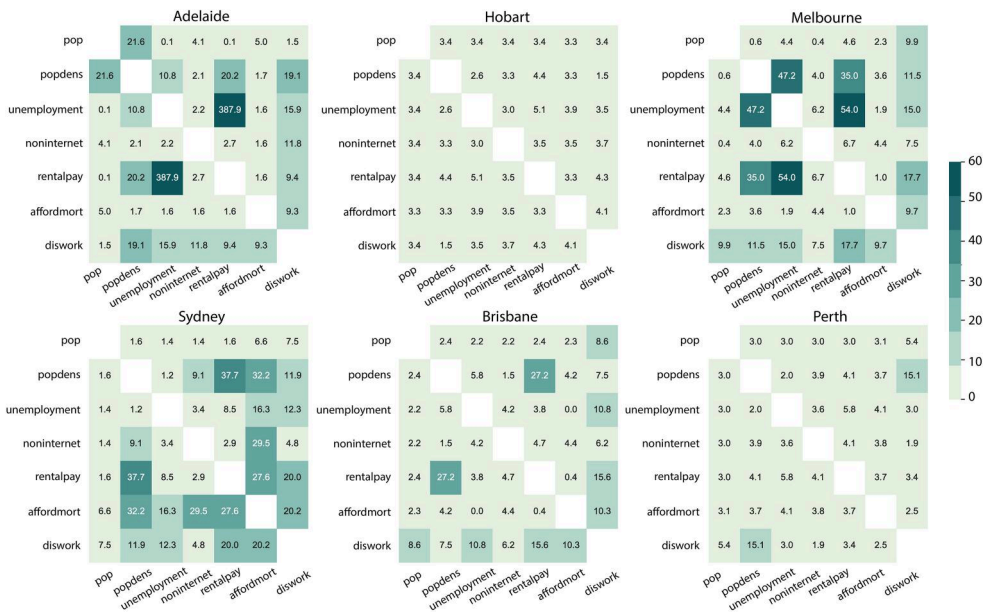 Adelaide Hobart Melbourne
pop 21.6 0.1 4.1 0.1 5.0 1.5
popdens 21.6 10.8 2.1 20.2 1.7 19.1
unemployment 0.1 10.8 2.2 387.9 1.6 15.9
noninternet 4.1 2.1 2.2 2.7 1.6 11.8
rentalpay 0.1 20.2 387.9 2.7 1.6 9.4
affordmort 5.0 1.7 1.6 1.6 1.6 9.3
diswork 1.5 19.1 15.9 11.8 9.4 9.3
pop popdens unemployment noninternet rentalpay affordmort diswork
pop 3.4 3.4 3.4 3.4 3.3 3.4
popdens 3.4 2.6 3.3 4.4 3.3 1.5
unemployment 3.4 2.6 3.0 5.1 3.9 3.5
noninternet 3.4 3.3 3.0 3.5 3.5 3.7
rentalpay 3.4 4.4 5.1 3.5 3.3 4.3
affordmort 3.3 3.3 3.9 3.5 3.3 4.1
diswork 3.4 1.5 3.5 3.7 4.3 4.1
pop popdens unemployment noninternet rentalpay affordmort diswork
pop 0.6 4.4 0.4 4.6 2.3 9.9
popdens 0.6 47.2 4.0 35.0 3.6 11.5
unemployment 4.4 47.2 6.2 54.0 1.9 15.0
noninternet 0.4 4.0 6.2 6.7 4.4 7.5
rentalpay 4.6 35.0 54.0 6.7 1.0 17.7
affordmort 2.3 3.6 1.9 4.4 1.0 9.7
diswork 9.9 11.5 15.0 7.5 17.7 9.7
pop popdens unemployment noninternet rentalpay affordmort diswork
60
50
40
30
20
10
0
Sydney Brisbane Perth
pop 1.6 1.4 1.4 1.6 6.6 7.5
popdens 1.6 1.2 9.1 37.7 32.2 11.9
unemployment 1.4 1.2 3.4 8.5 16.3 12.3
noninternet 1.4 9.1 3.4 2.9 29.5 4.8
rentalpay 1.6 37.7 8.5 2.9 27.6 20.0
affordmort 6.6 32.2 16.3 29.5 27.6 20.2
diswork 7.5 11.9 12.3 4.8 20.0 20.2
pop popdens unemployment noninternet rentalpay affordmort diswork
pop 2.4 2.2 2.2 2.4 2.3 8.6
popdens 2.4 5.8 1.5 27.2 4.2 7.5
unemployment 2.2 5.8 4.2 3.8 0.0 10.8
noninternet 2.2 1.5 4.2 4.7 4.4 6.2
rentalpay 2.4 27.2 3.8 4.7 0.4 15.6
affordmort 2.3 4.2 0.0 4.4 0.4 10.3
diswork 8.6 7.5 10.8 6.2 15.6 10.3
pop popdens unemployment noninternet rentalpay affordmort diswork
pop 3.0 3.0 3.0 3.0 3.1 5.4
popdens 3.0 2.0 3.9 4.1 3.7 15.1
unemployment 3.0 2.0 3.6 5.8 4.1 3.0
noninternet 3.0 3.9 3.6 4.1 3.8 1.9
rentalpay 3.0 4.1 5.8 4.1 3.7 3.4
affordmort 3.1 3.7 4.1 3.8 3.7 2.5
diswork 5.4 15.1 3.0 1.9 3.4 2.5
pop popdens unemployment noninternet rentalpay affordmort diswork